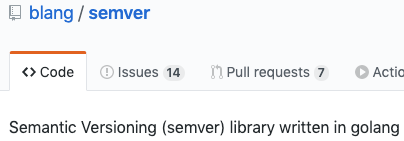 blang / semver
Code Issues 14 Pull requests 7 Actio
Semantic Versioning (semver) library written in golang